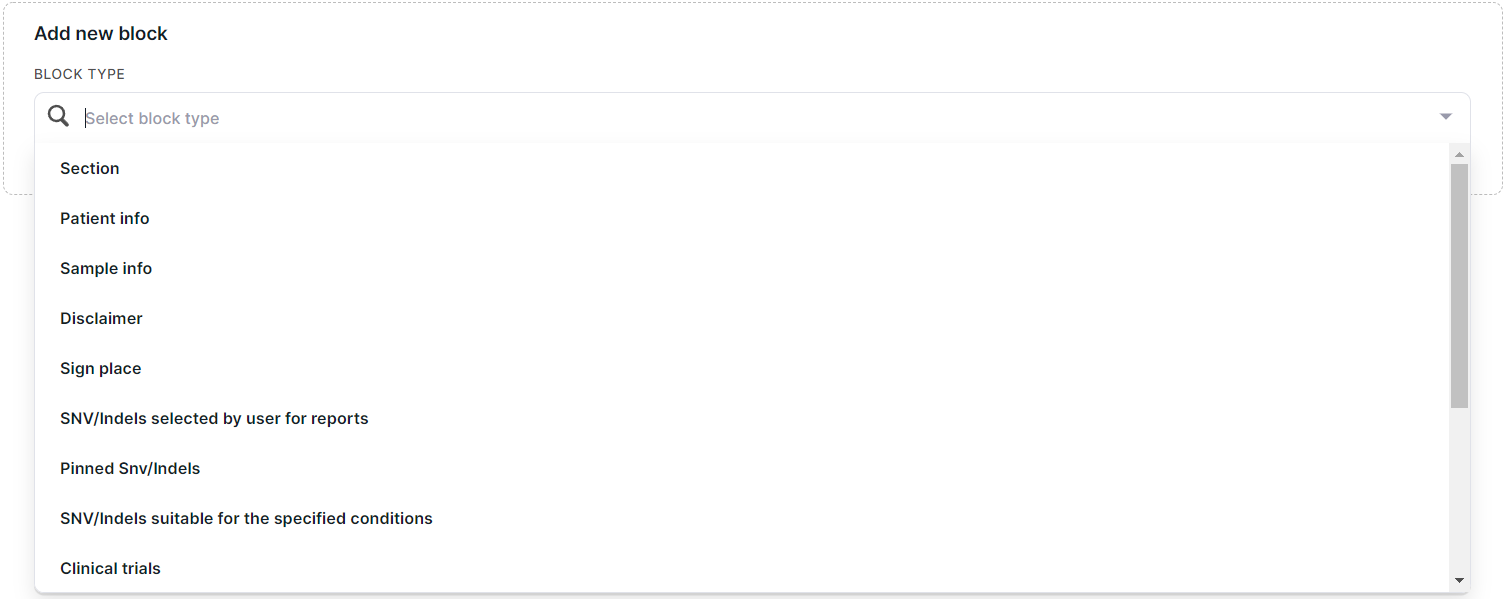 Add new block
BLOCK TYPE
Select block type
Section
Patient info
Sample info
Disclaimer
Sign place
SNV/Indels selected by user for reports
Pinned Snv/Indels
SNV/Indels suitable for the specified conditions
Clinical trials